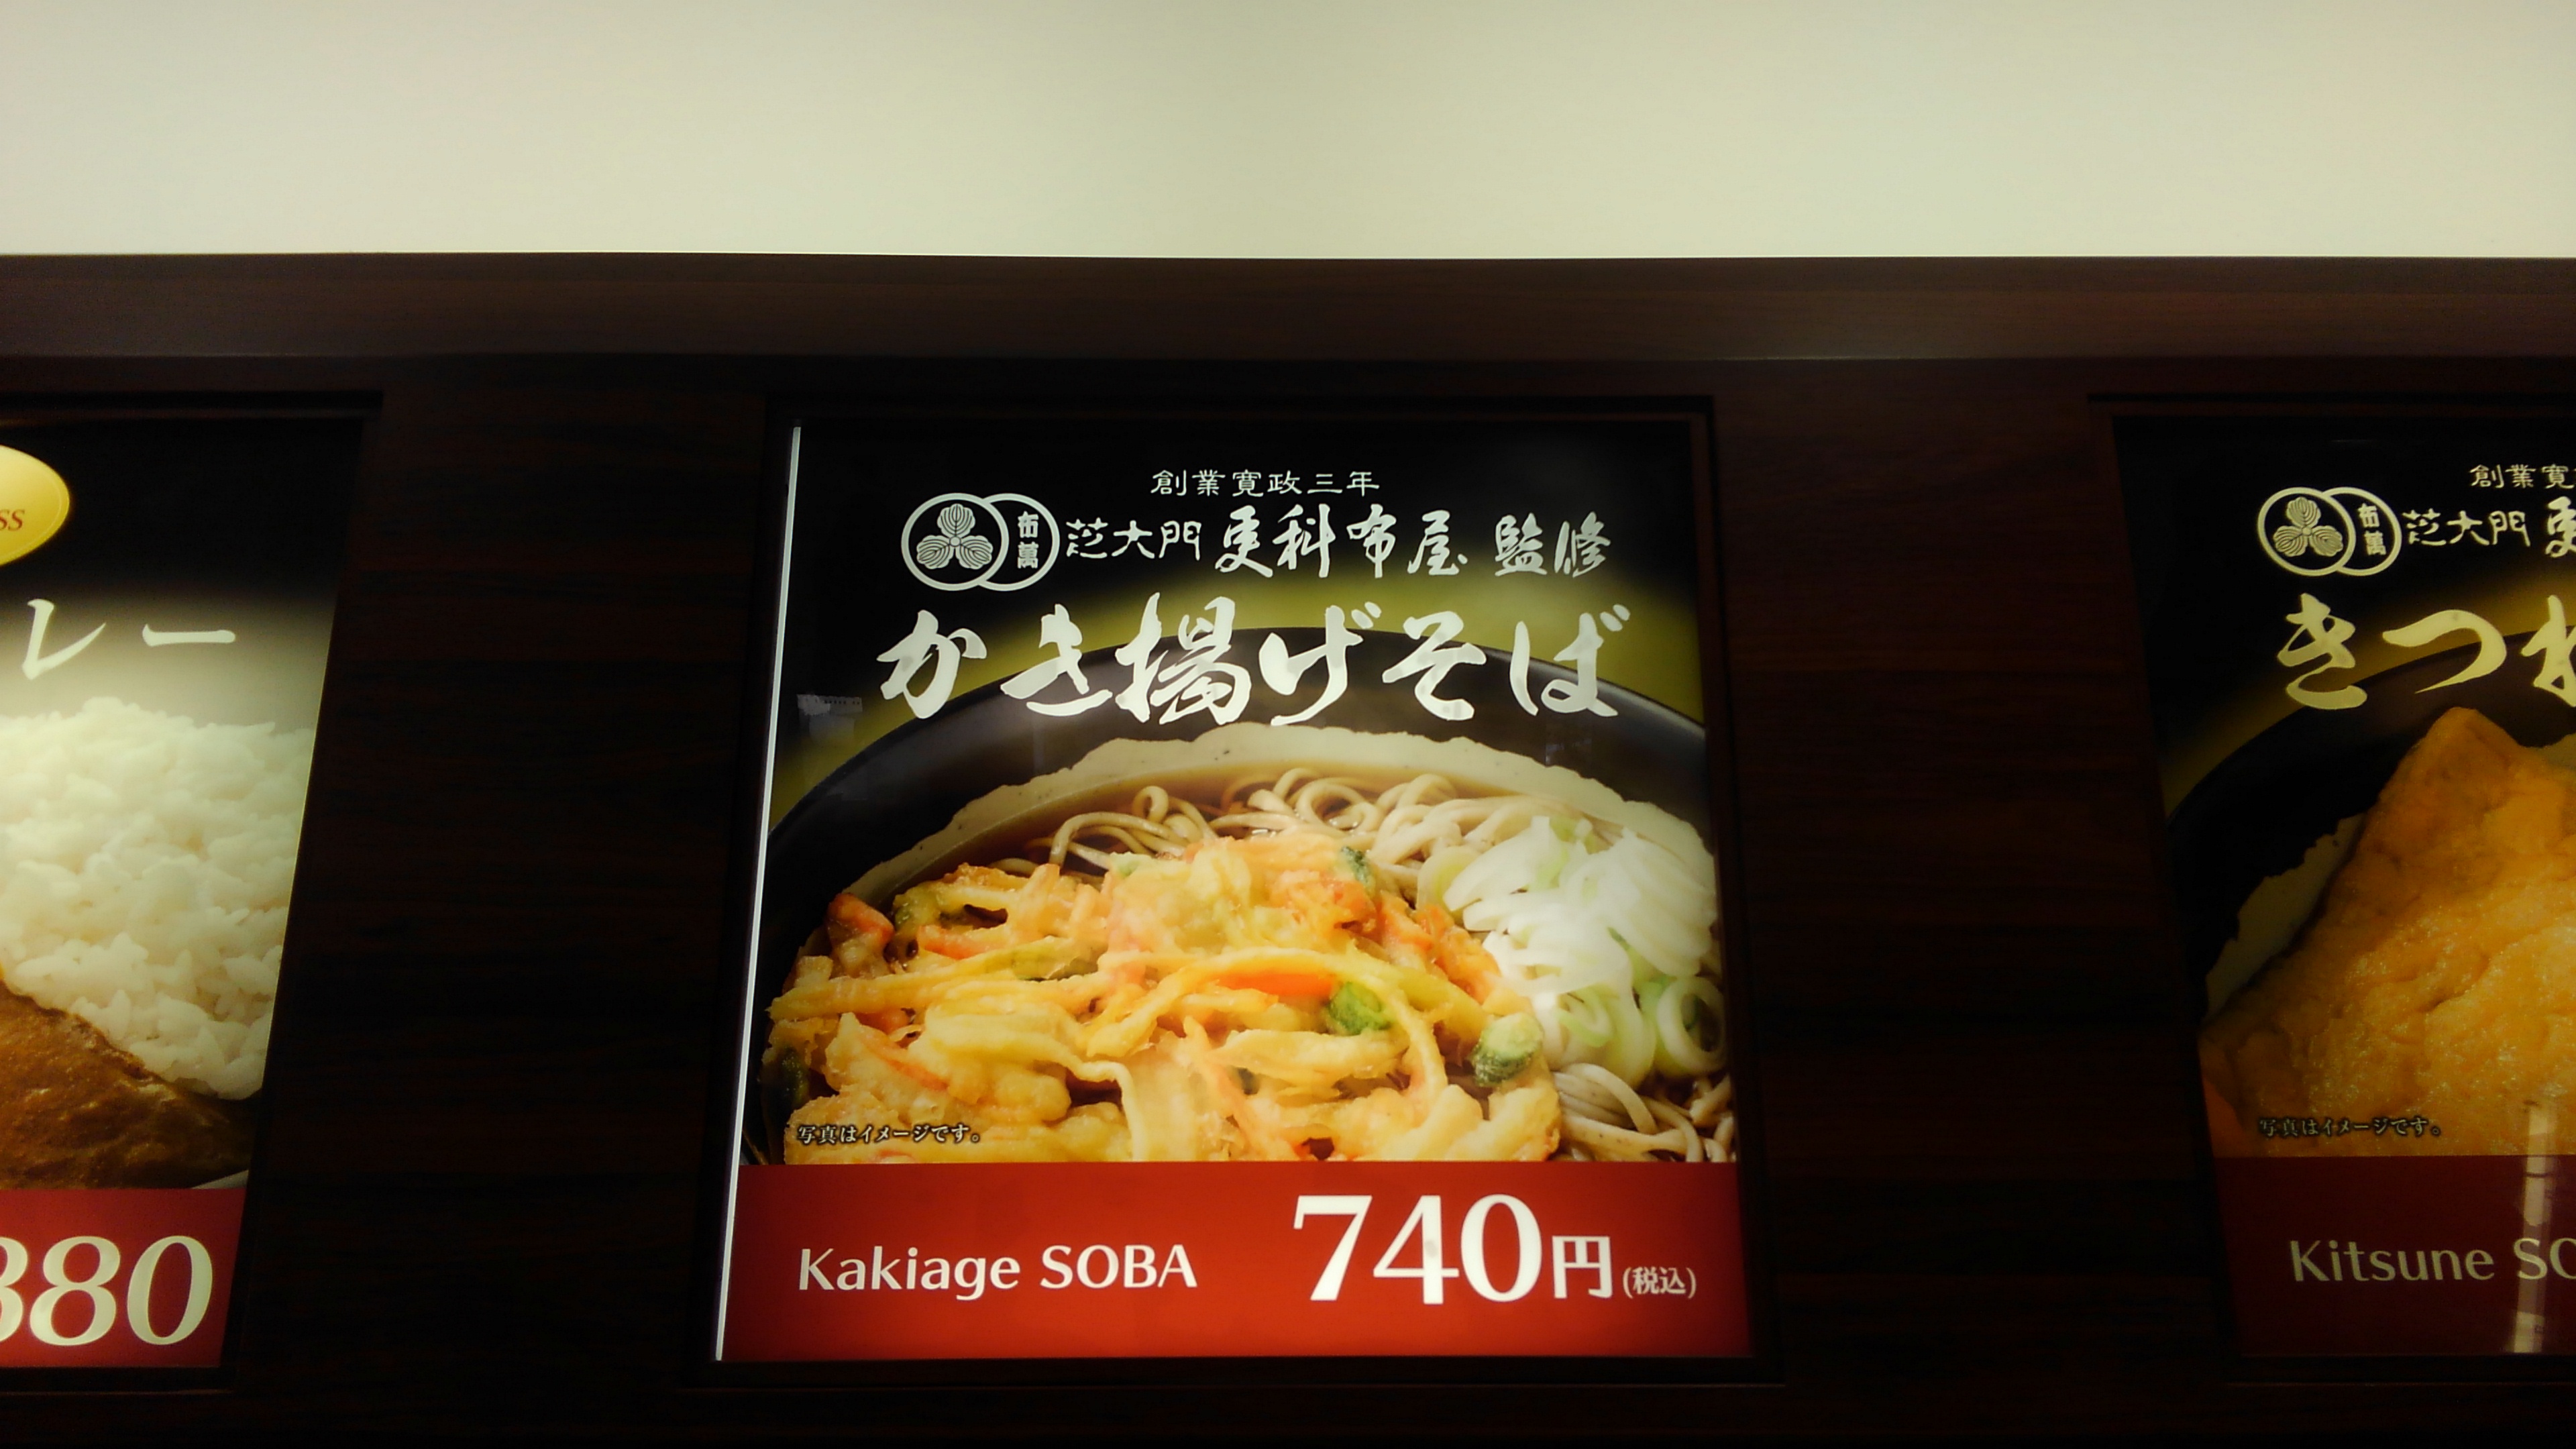 ss
レー
880
創業寛政三年
布萬
芝大門 更科布屋 監修
かき揚げそば
写真はイメージです。
Kakiage SOBA 740円(税込)
創業寛
布萬
芝大門
きつね
写真はイメージです。
Kitsune SO